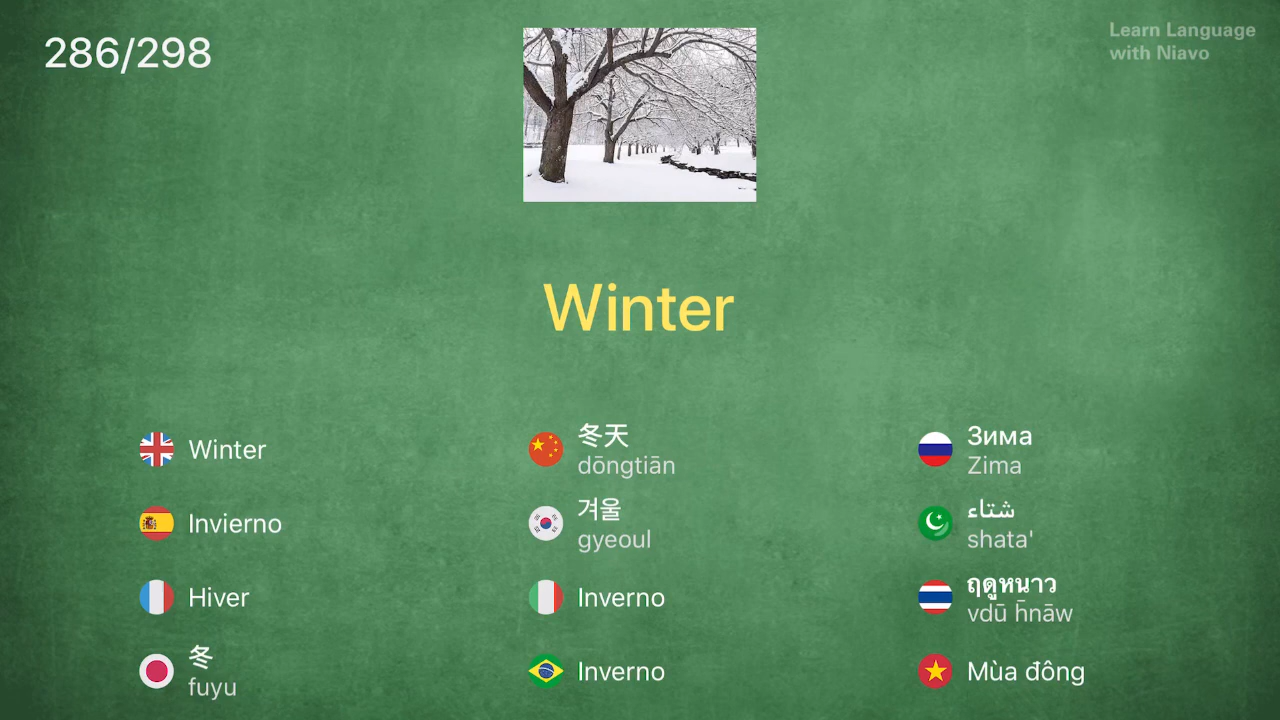 286/298
Learn Language
with Niavo
Winter
Winter
冬天
dōngtiān
Зима
Zima
Invierno
겨울
gyeoul
شتاء
shata'
Hiver
Inverno
ฤดูหนาว
vdū h̄nāw
冬
fuyu
Inverno
Mùa đông